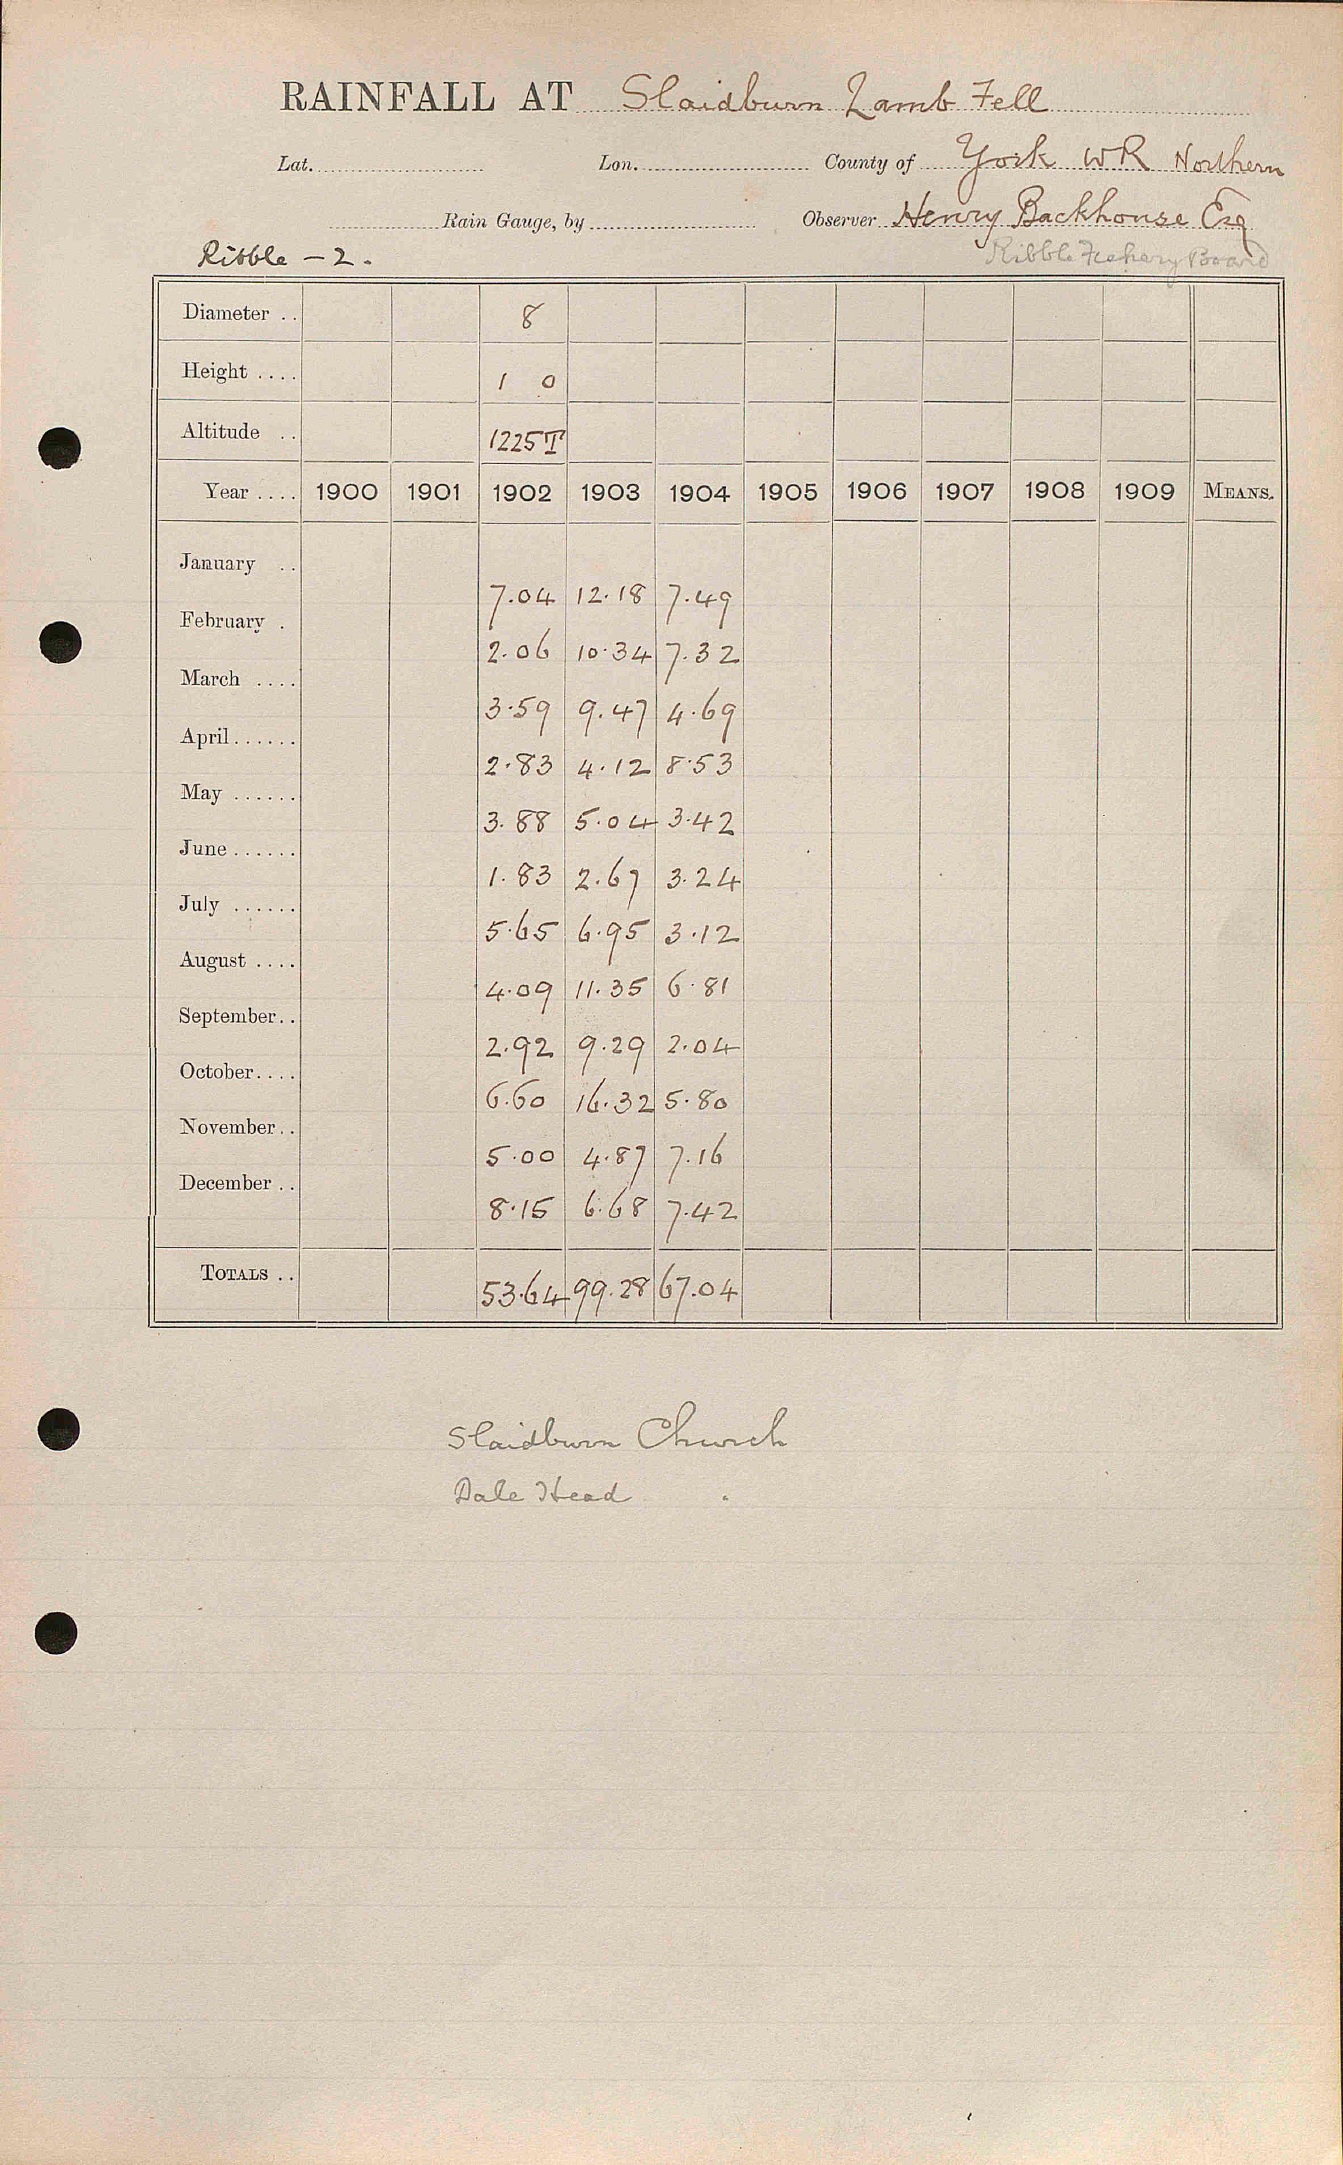 RAINFALL AT Slaidburn Lamb Fell
Lat. Lon. County of York WR Northern
Rain Gauge, by Observer Henry Backhouse Esq
Ribble - 2. Ribble Fishery Board
Diameter .. 8
Height .... 1 0
Altitude .. 1225T
Year .... 1900 1901 1902 1903 1904 1905 1906 1907 1908 1909 MEANS.
January .. 7.04 12.18 7.49
February . 2.06 10.34 7.32
March .... 3.59 9.47 4.69
April...... 2.83 4.12 8.53
May ...... 3.88 5.04 3.42
June...... 1.83 2.67 3.24
July ...... 5.65 6.95 3.12
August .... 4.09 11.35 6.81
September.. 2.92 9.29 2.04
October.... 6.60 16.32 5.80
November.. 5.00 4.87 7.16
December .. 8.15 6.68 7.42
TOTALS .. 53.64 99.28 67.04
Slaidburn Church
Dale Head